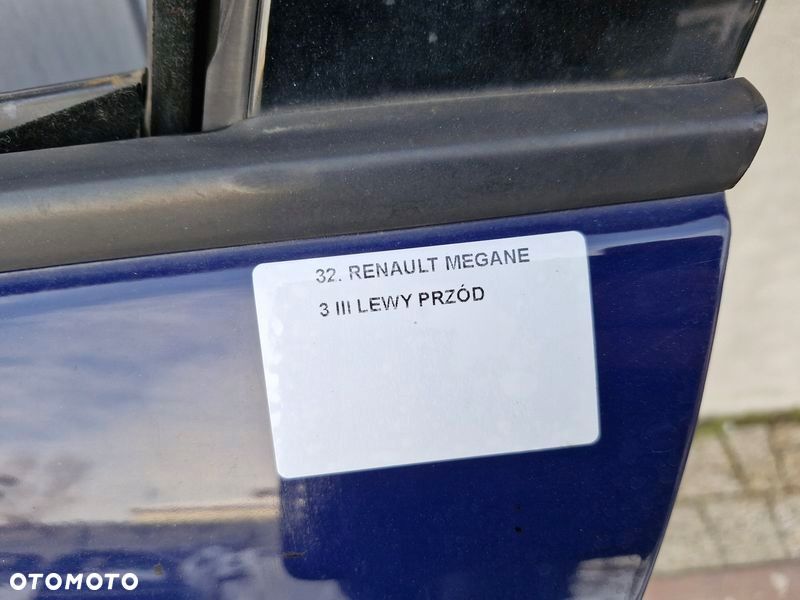 32. RENAULT MEGANE
3 III LEWY PRZÓD
OTOMOTO